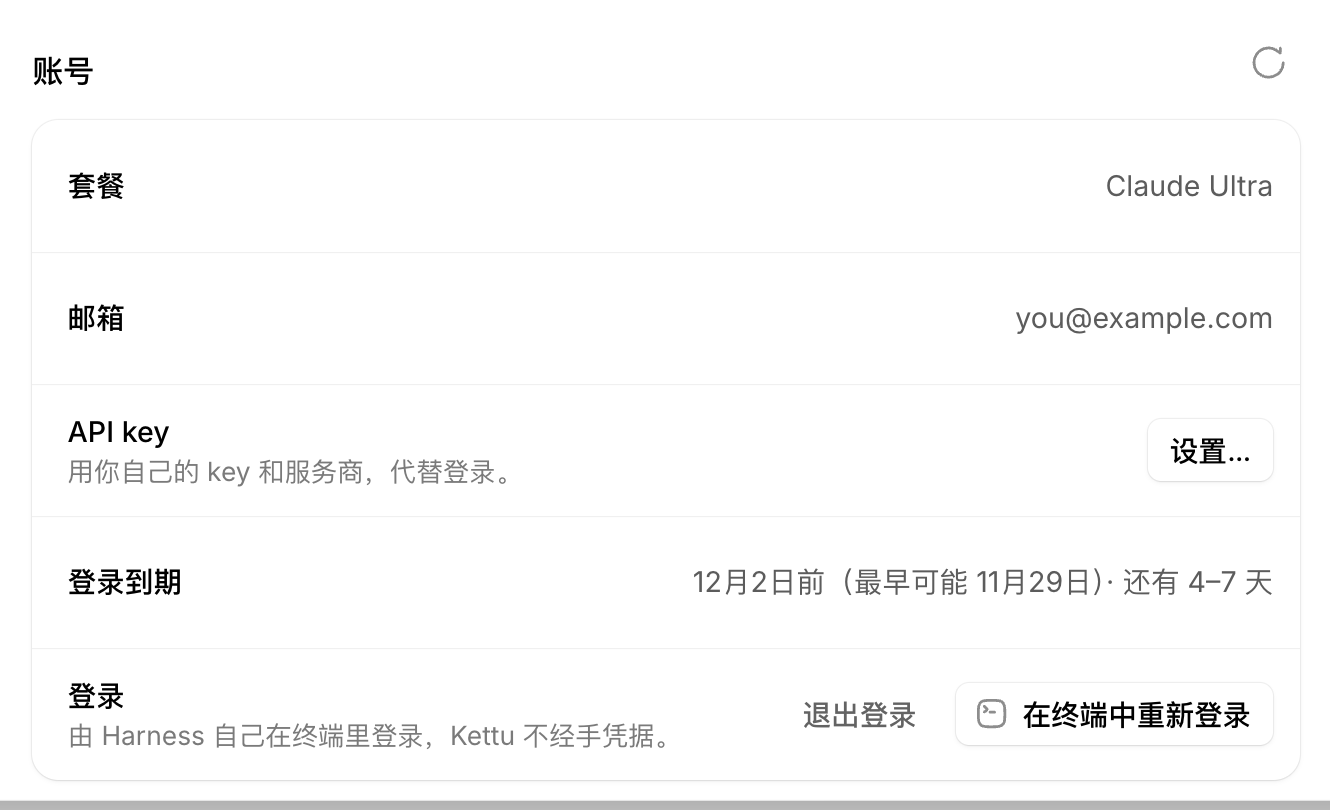 账号
套餐
Claude Ultra
邮箱
you@example.com
API key
用你自己的 key 和服务商，代替登录。
设置...
登录到期
12月2日前（最早可能 11月29日）· 还有 4–7 天
登录
由 Harness 自己在终端里登录，Kettu 不经手凭据。
退出登录
在终端中重新登录